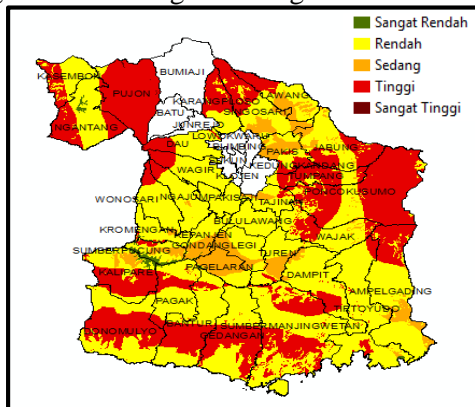 Sangat Rendah
Rendah
Sedang
Tinggi
Sangat Tinggi
KASEMBON
PUJON
BUMIAJI
NGANTANG
BATU
KARANGPLOSO
SINGOSARI
LAWANG
JUNREJO
LOWOKWARU
DAU
PAKIS
JABUNG
WAGIR
SUKUN
KLOJEN
KEDUNGKANDANG
TUMPANG
PONCOKUSUMO
WONOSARI
NGAJUM
PAKISAJI
TAJINAN
KROMENGAN
BULULAWANG
WAJAK
KEPANJEN
SUMBERPUCUNG
GONDANGLEGI
TUREN
KALIPARE
PAGELARAN
DAMPIT
AMPELGADING
PAGAK
TIRTOYUDO
DONOMULYO
BANTUR
SUMBERMANJINGWETAN
GEDANGAN